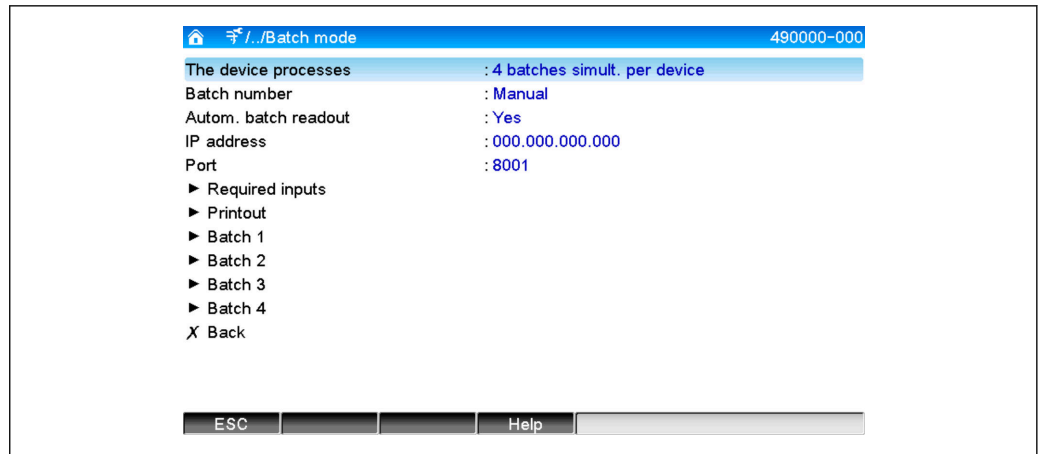 /../Batch mode 490000-000
The device processes : 4 batches simult. per device
Batch number : Manual
Autom. batch readout : Yes
IP address : 000.000.000.000
Port : 8001
► Required inputs
► Printout
► Batch 1
► Batch 2
► Batch 3
► Batch 4
X Back
ESC Help